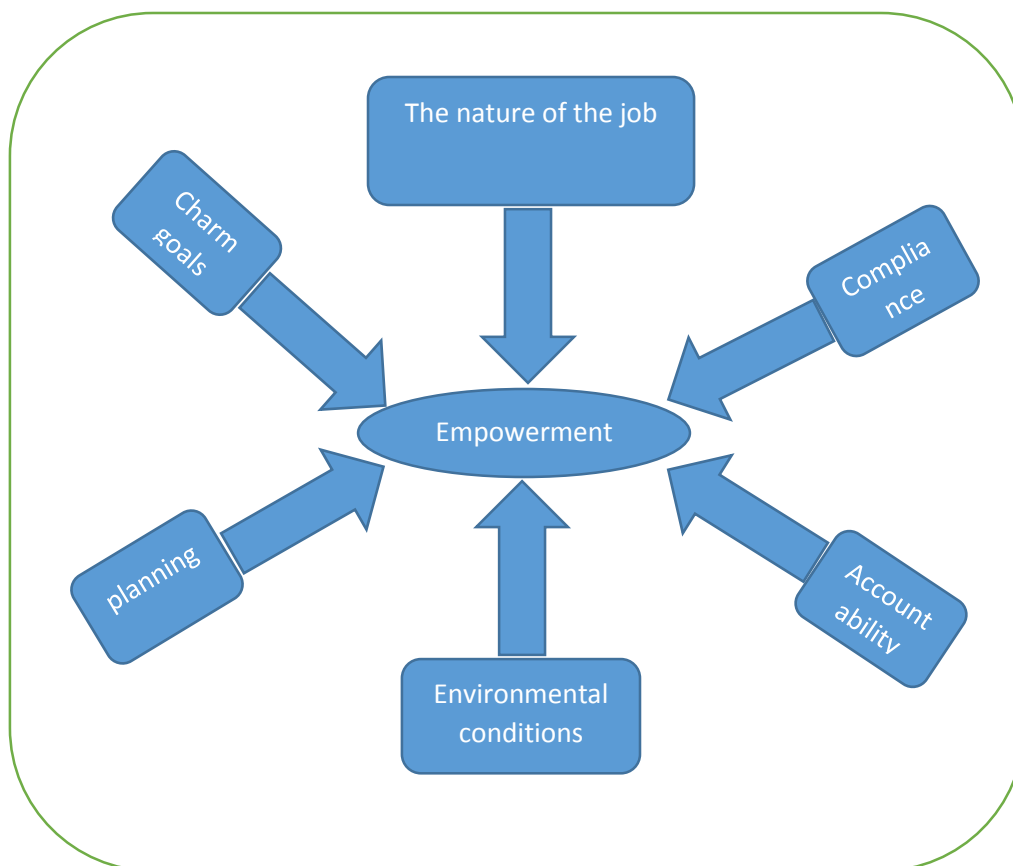 The nature of the job
Charm
goals
Complia
nce
Empowerment
planning
Account
ability
Environmental
conditions